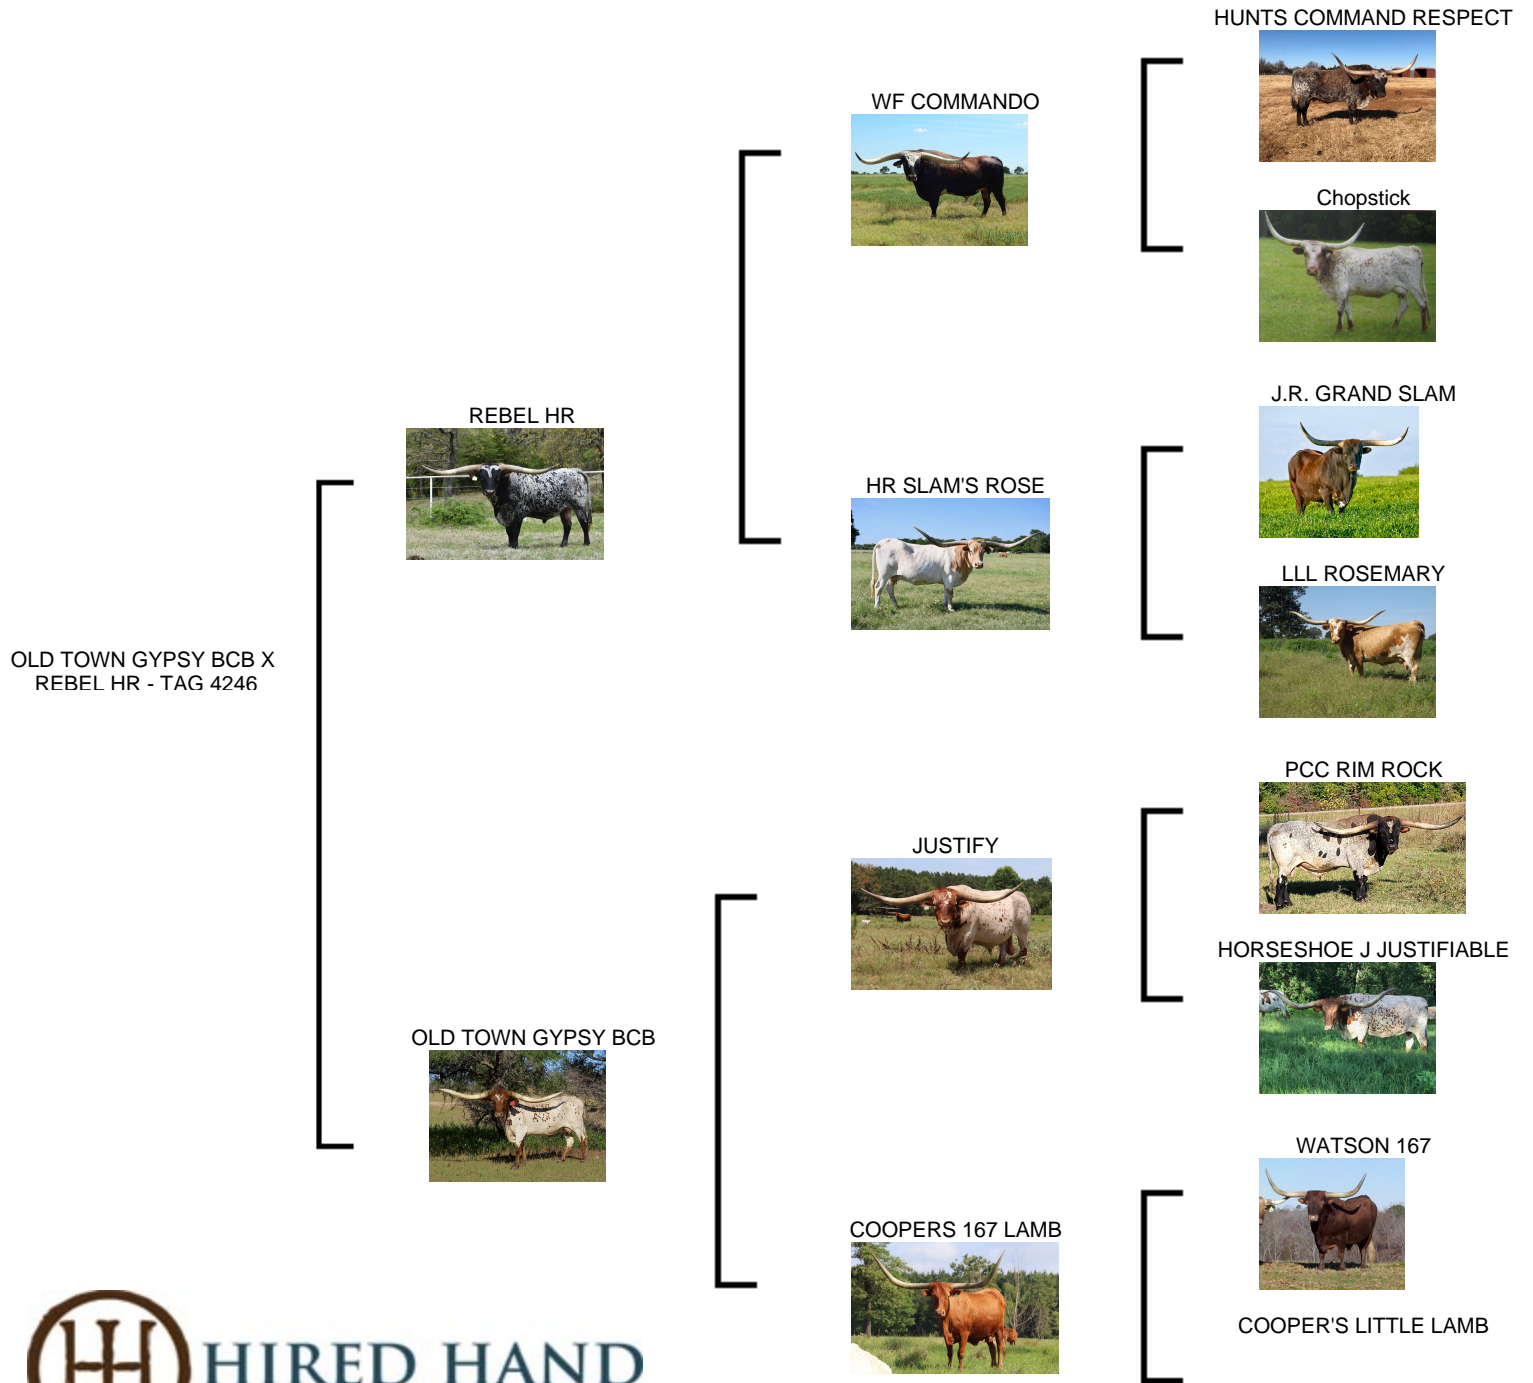 HUNTS COMMAND RESPECT
WF COMMANDO
Chopstick
REBEL HR
J.R. GRAND SLAM
HR SLAM'S ROSE
LLL ROSEMARY
OLD TOWN GYPSY BCB X
REBEL HR - TAG 4246
PCC RIM ROCK
JUSTIFY
HORSESHOE J JUSTIFIABLE
OLD TOWN GYPSY BCB
WATSON 167
COOPERS 167 LAMB
COOPER'S LITTLE LAMB
HIRED HAND